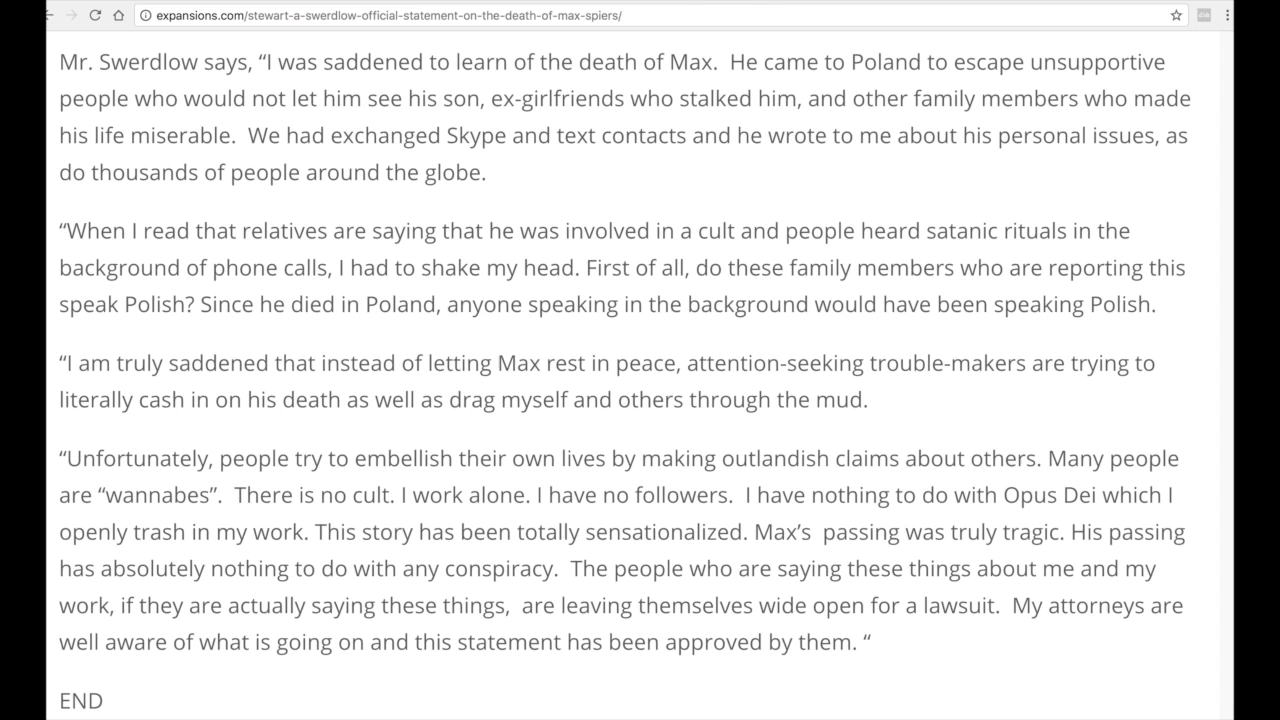 expansions.com/stewart-a-swerdlow-official-statement-on-the-death-of-max-spiers/
Mr. Swerdlow says, “I was saddened to learn of the death of Max.  He came to Poland to escape unsupportive
people who would not let him see his son, ex-girlfriends who stalked him, and other family members who made
his life miserable.  We had exchanged Skype and text contacts and he wrote to me about his personal issues, as
do thousands of people around the globe.
“When I read that relatives are saying that he was involved in a cult and people heard satanic rituals in the
background of phone calls, I had to shake my head. First of all, do these family members who are reporting this
speak Polish? Since he died in Poland, anyone speaking in the background would have been speaking Polish.
“I am truly saddened that instead of letting Max rest in peace, attention-seeking trouble-makers are trying to
literally cash in on his death as well as drag myself and others through the mud.
“Unfortunately, people try to embellish their own lives by making outlandish claims about others. Many people
are “wannabes”.  There is no cult. I work alone. I have no followers.  I have nothing to do with Opus Dei which I
openly trash in my work. This story has been totally sensationalized. Max’s  passing was truly tragic. His passing
has absolutely nothing to do with any conspiracy.  The people who are saying these things about me and my
work, if they are actually saying these things,  are leaving themselves wide open for a lawsuit.  My attorneys are
well aware of what is going on and this statement has been approved by them. “
END